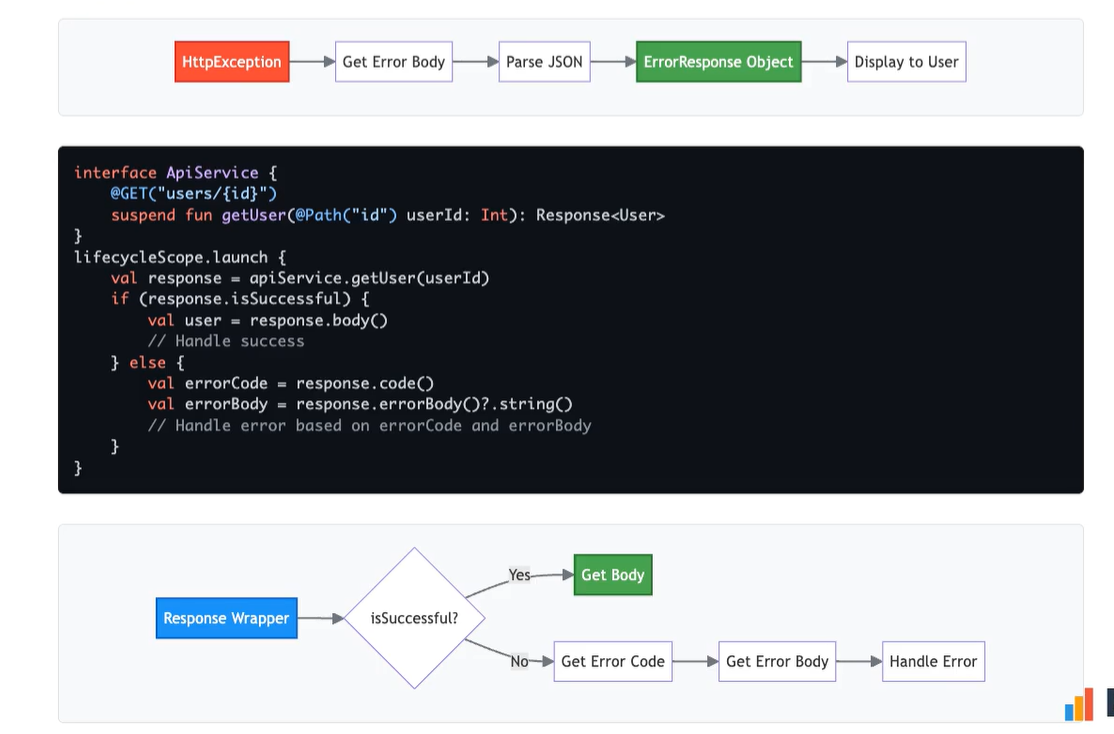 HttpException
Get Error Body
Parse JSON
ErrorResponse Object
Display to User
interface ApiService {
    @GET("users/{id}")
    suspend fun getUser(@Path("id") userId: Int): Response<User>
}
lifecycleScope.launch {
    val response = apiService.getUser(userId)
    if (response.isSuccessful) {
        val user = response.body()
        // Handle success
    } else {
        val errorCode = response.code()
        val errorBody = response.errorBody()?.string()
        // Handle error based on errorCode and errorBody
    }
}
Response Wrapper
isSuccessful?
Yes
Get Body
No
Get Error Code
Get Error Body
Handle Error